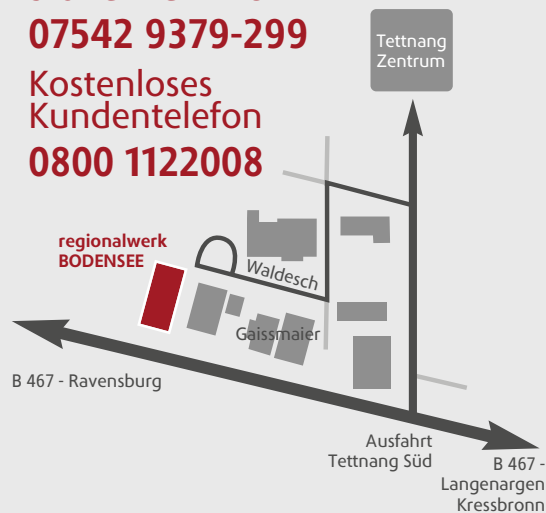 07542 9379-299
Kostenloses
Kundentelefon
0800 1122008
Tettnang
Zentrum
regionalwerk
BODENSEE
Waldesch
Gaissmaier
B 467 - Ravensburg
Ausfahrt
Tettnang Süd
B 467 -
Langenargen
Kressbronn